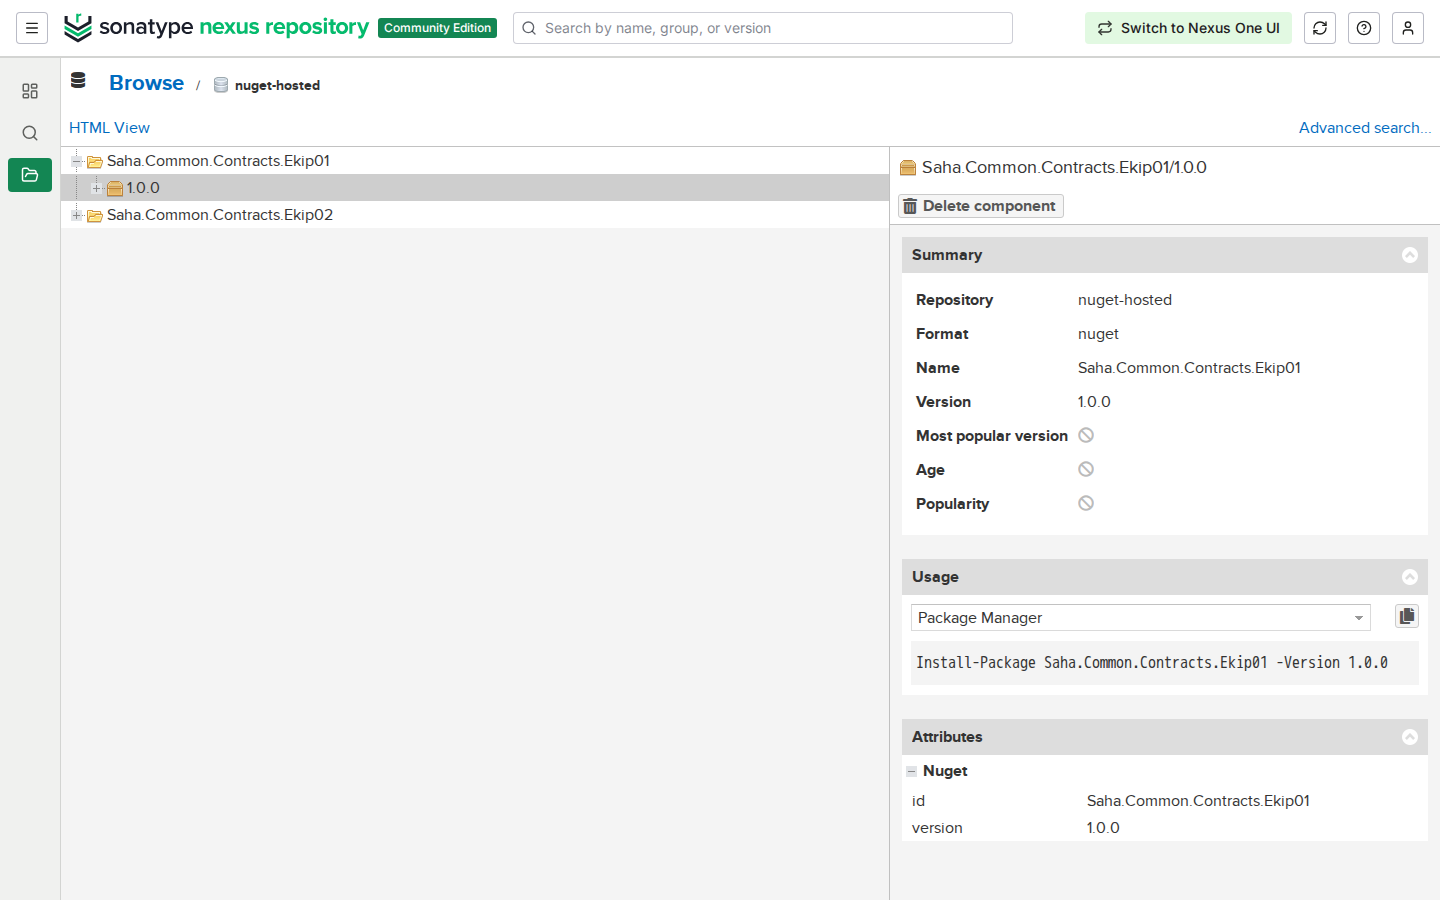 sonatype nexus repository Community Edition
Search by name, group, or version
Switch to Nexus One UI
Browse / nuget-hosted
HTML View
Advanced search...
Saha.Common.Contracts.Ekip01
1.0.0
Saha.Common.Contracts.Ekip02
Saha.Common.Contracts.Ekip01/1.0.0
Delete component
Summary
Repository nuget-hosted
Format nuget
Name Saha.Common.Contracts.Ekip01
Version 1.0.0
Most popular version
Age
Popularity
Usage
Package Manager
Install-Package Saha.Common.Contracts.Ekip01 -Version 1.0.0
Attributes
Nuget
id Saha.Common.Contracts.Ekip01
version 1.0.0